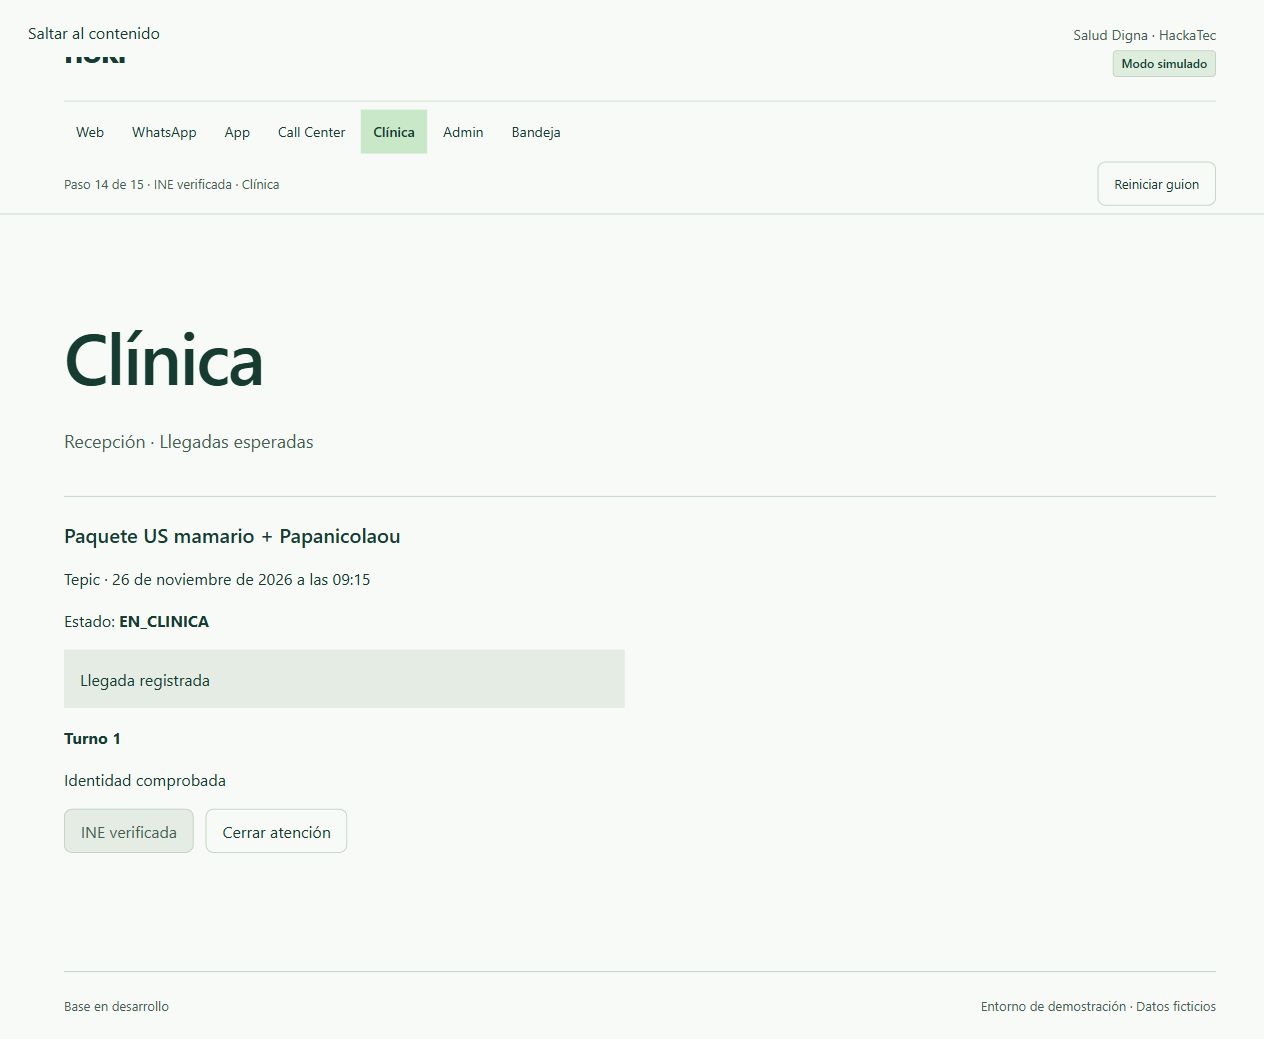 Saltar al contenido
Salud Digna · HackaTec
Modo simulado
Web WhatsApp App Call Center Clínica Admin Bandeja
Paso 14 de 15 · INE verificada · Clínica
Reiniciar guion
Clínica
Recepción · Llegadas esperadas
Paquete US mamario + Papanicolaou
Tepic · 26 de noviembre de 2026 a las 09:15
Estado: EN_CLINICA
Llegada registrada
Turno 1
Identidad comprobada
INE verificada Cerrar atención
Base en desarrollo
Entorno de demostración · Datos ficticios